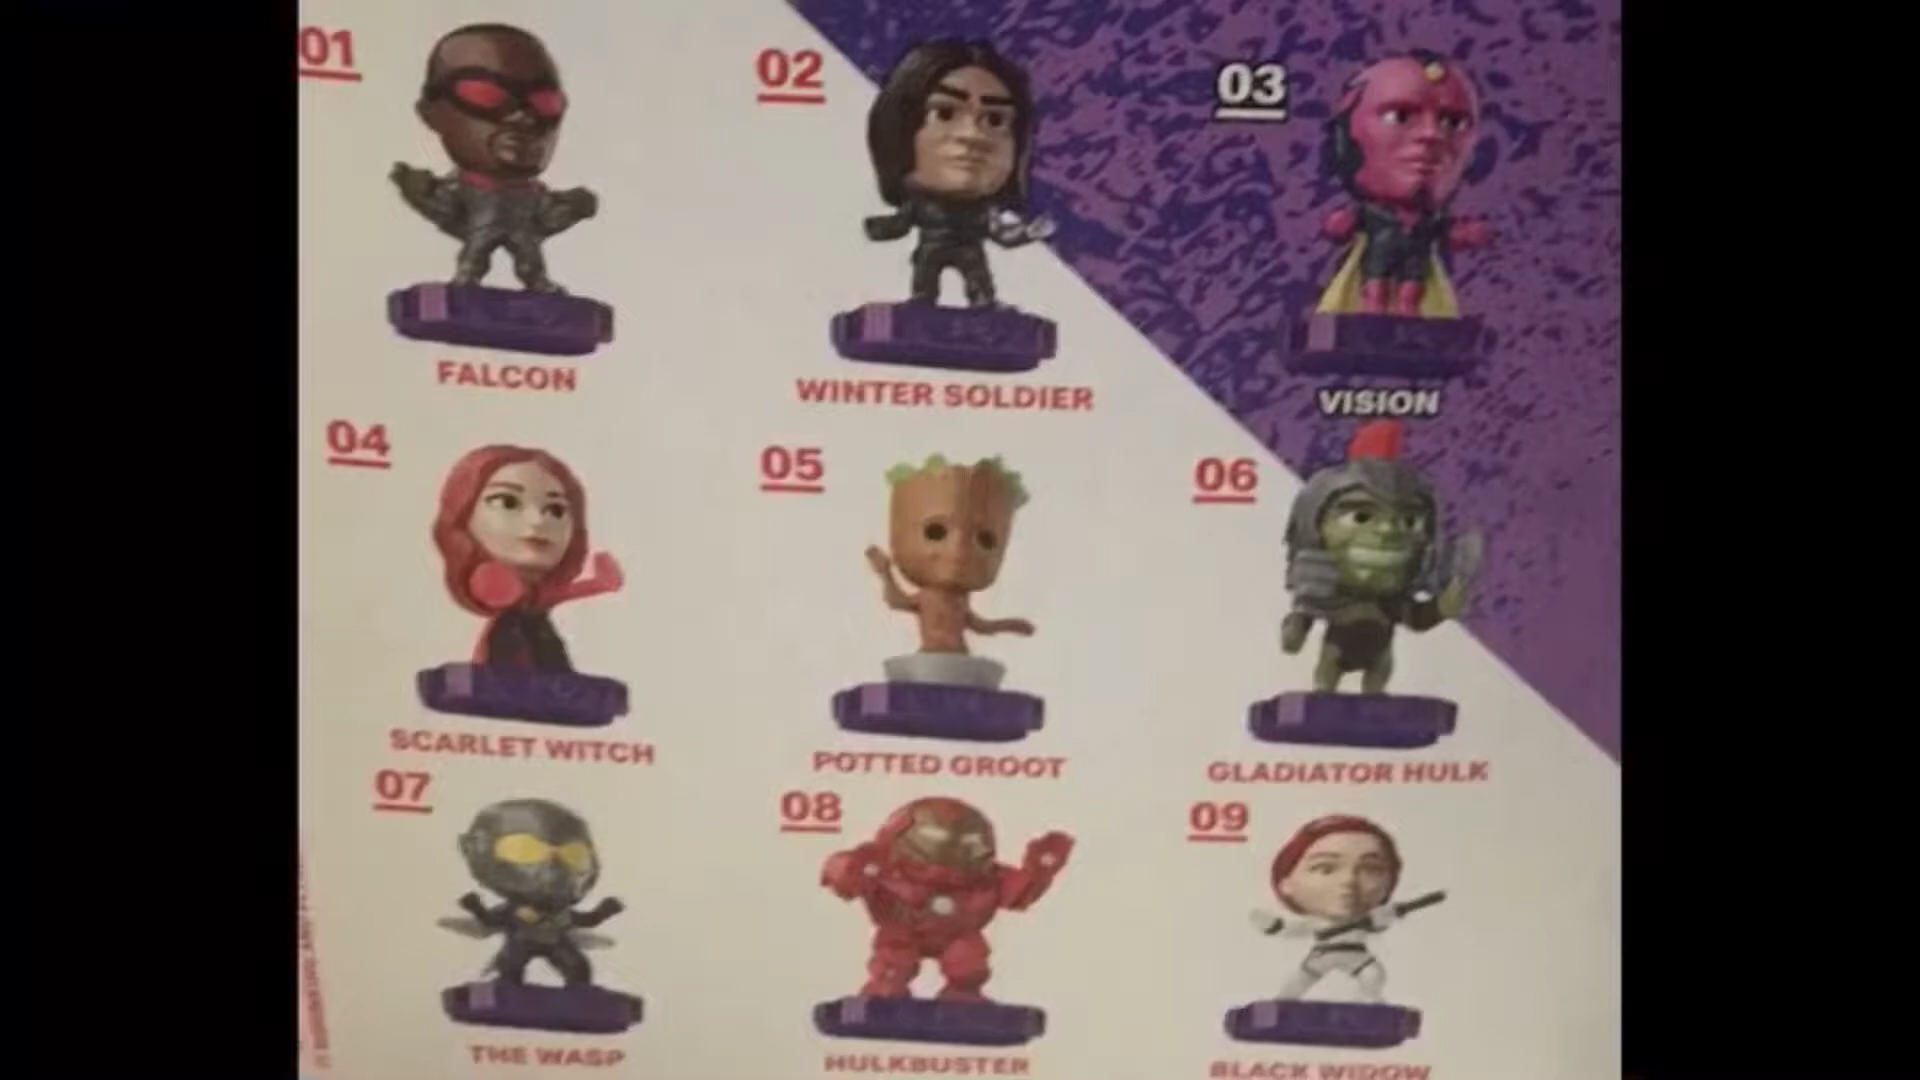 01
02
03
FALCON
WINTER SOLDIER
VISION
04
05
06
SCARLET WITCH
POTTED GROOT
GLADIATOR HULK
07
08
09
THE WASP
HULKBUSTER
BLACK WIDOW